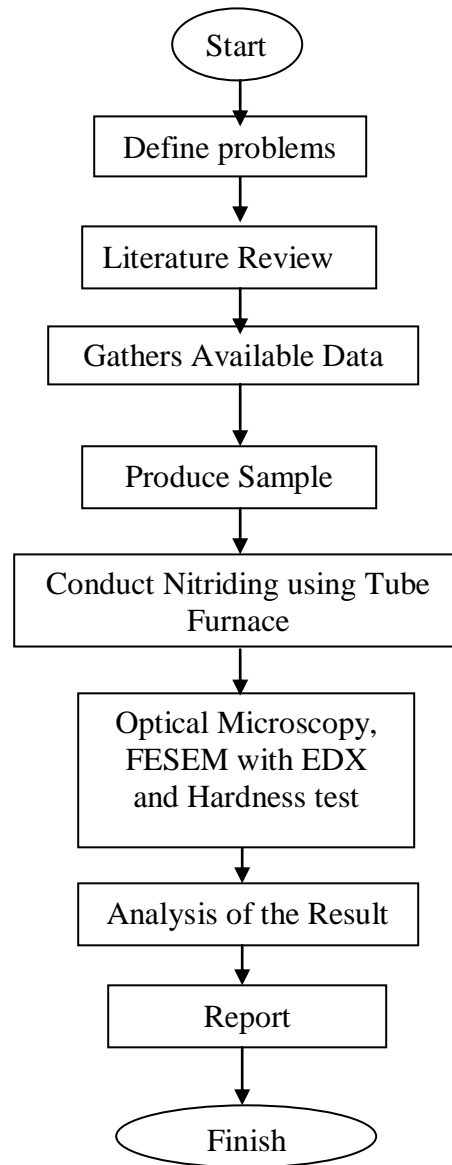 Start
Define problems
Literature Review
Gathers Available Data
Produce Sample
Conduct Nitriding using Tube
Furnace
Optical Microscopy,
FESEM with EDX
and Hardness test
Analysis of the Result
Report
Finish